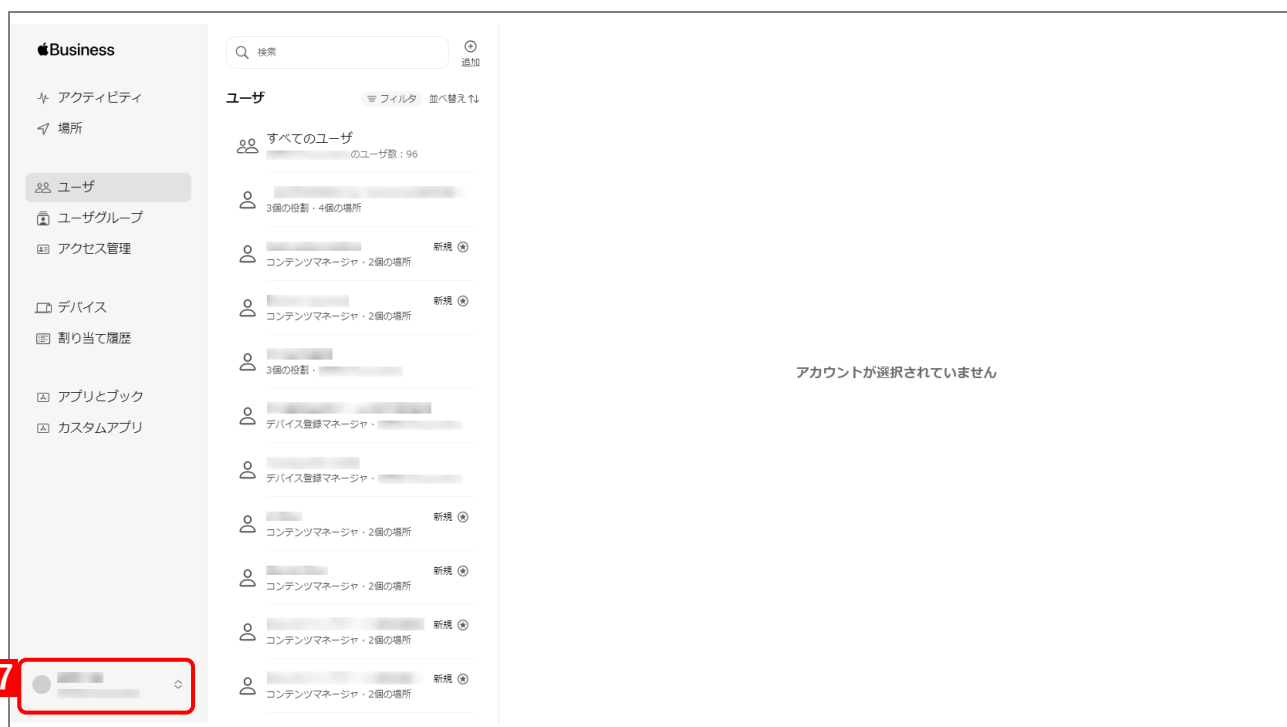 Business
アクティビティ
場所
ユーザ
ユーザグループ
アクセス管理
デバイス
割り当て履歴
アプリとブック
カスタムアプリ
7
検索
追加
ユーザ
フィルタ 並べ替え
すべてのユーザ
のユーザ数：96
3個の役割・4個の場所
新規
コンテンツマネージャ・2個の場所
新規
コンテンツマネージャ・2個の場所
3個の役割・
デバイス登録マネージャ・
デバイス登録マネージャ・
新規
コンテンツマネージャ・2個の場所
新規
コンテンツマネージャ・2個の場所
新規
コンテンツマネージャ・2個の場所
新規
コンテンツマネージャ・2個の場所
アカウントが選択されていません